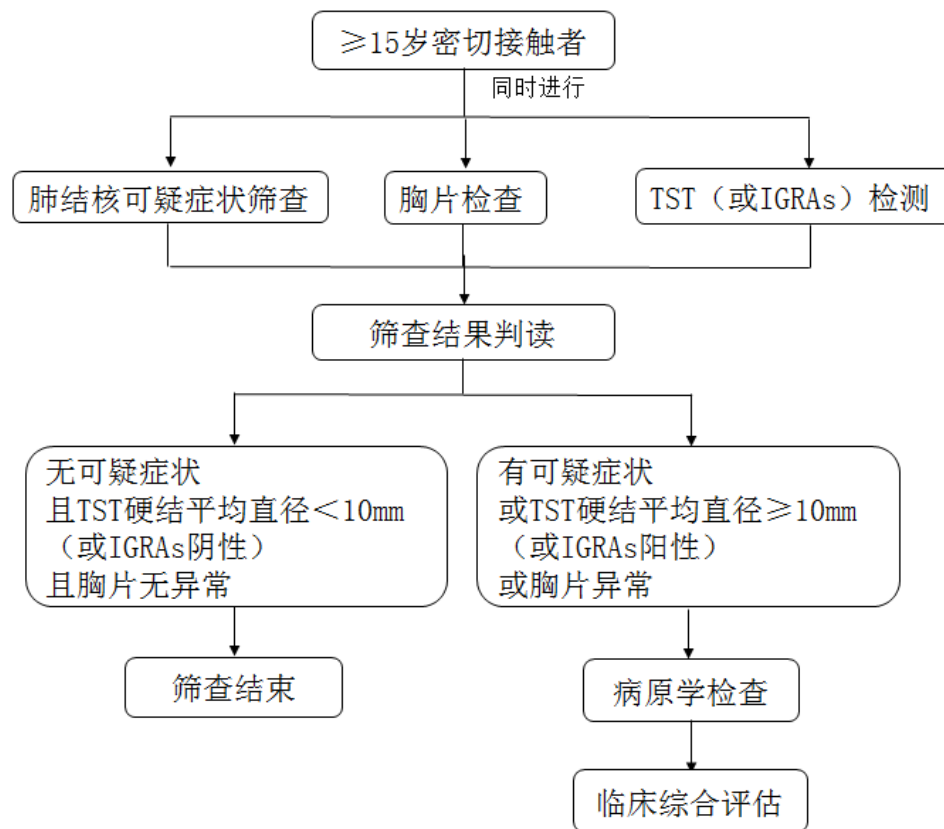 ≥15岁密切接触者
同时进行
肺结核可疑症状筛查
胸片检查
TST（或IGRAs）检测
筛查结果判读
无可疑症状
且TST硬结平均直径＜10mm
（或IGRAs阴性）
且胸片无异常
有可疑症状
或TST硬结平均直径≥10mm
（或IGRAs阳性）
或胸片异常
筛查结束
病原学检查
临床综合评估